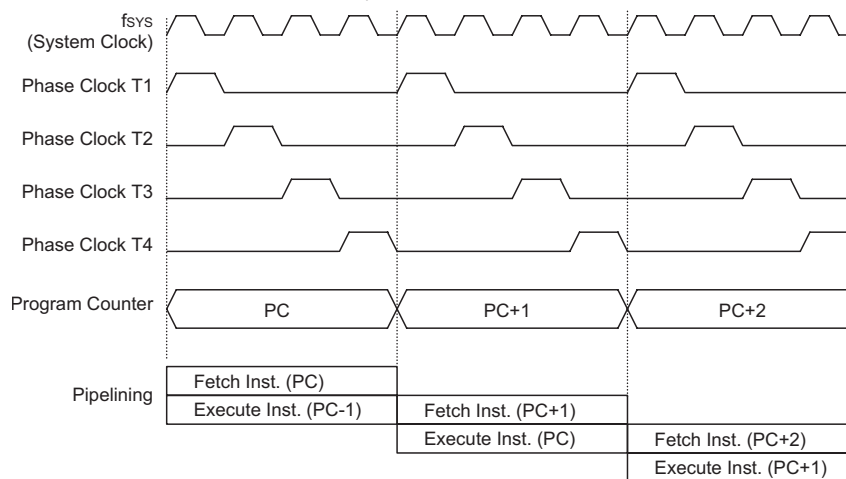 fSYS
(System Clock)
Phase Clock T1
Phase Clock T2
Phase Clock T3
Phase Clock T4
Program Counter
PC
PC+1
PC+2
Pipelining
Fetch Inst. (PC)
Execute Inst. (PC-1)
Fetch Inst. (PC+1)
Execute Inst. (PC)
Fetch Inst. (PC+2)
Execute Inst. (PC+1)